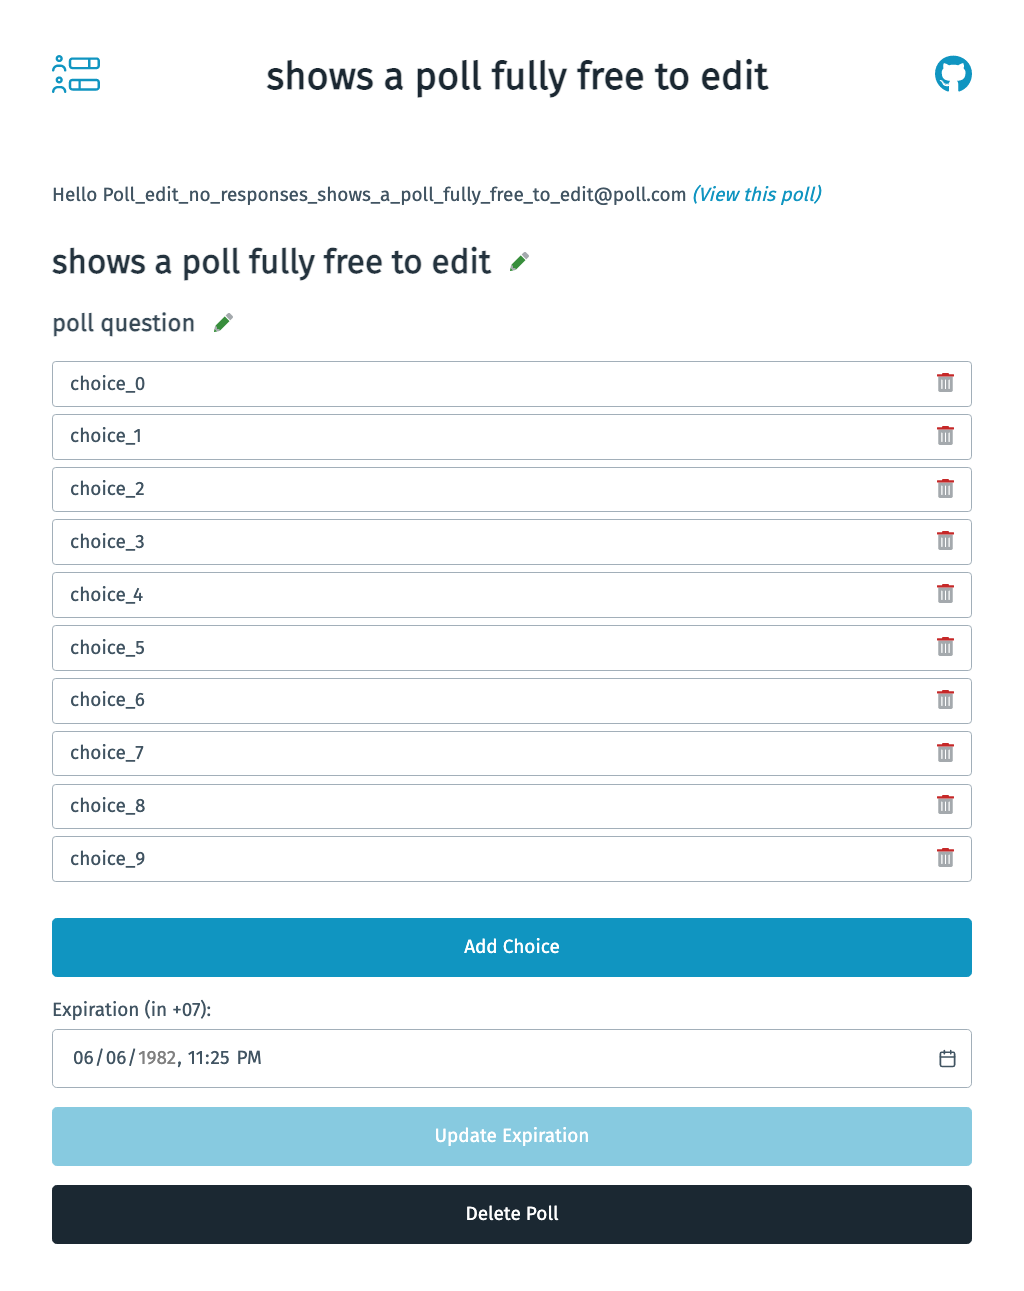 shows a poll fully free to edit
Hello Poll_edit_no_responses_shows_a_poll_fully_free_to_edit@poll.com (View this poll)
shows a poll fully free to edit
poll question
choice_0
choice_1
choice_2
choice_3
choice_4
choice_5
choice_6
choice_7
choice_8
choice_9
Add Choice
Expiration (in +07):
06/06/1982, 11:25 PM
Update Expiration
Delete Poll